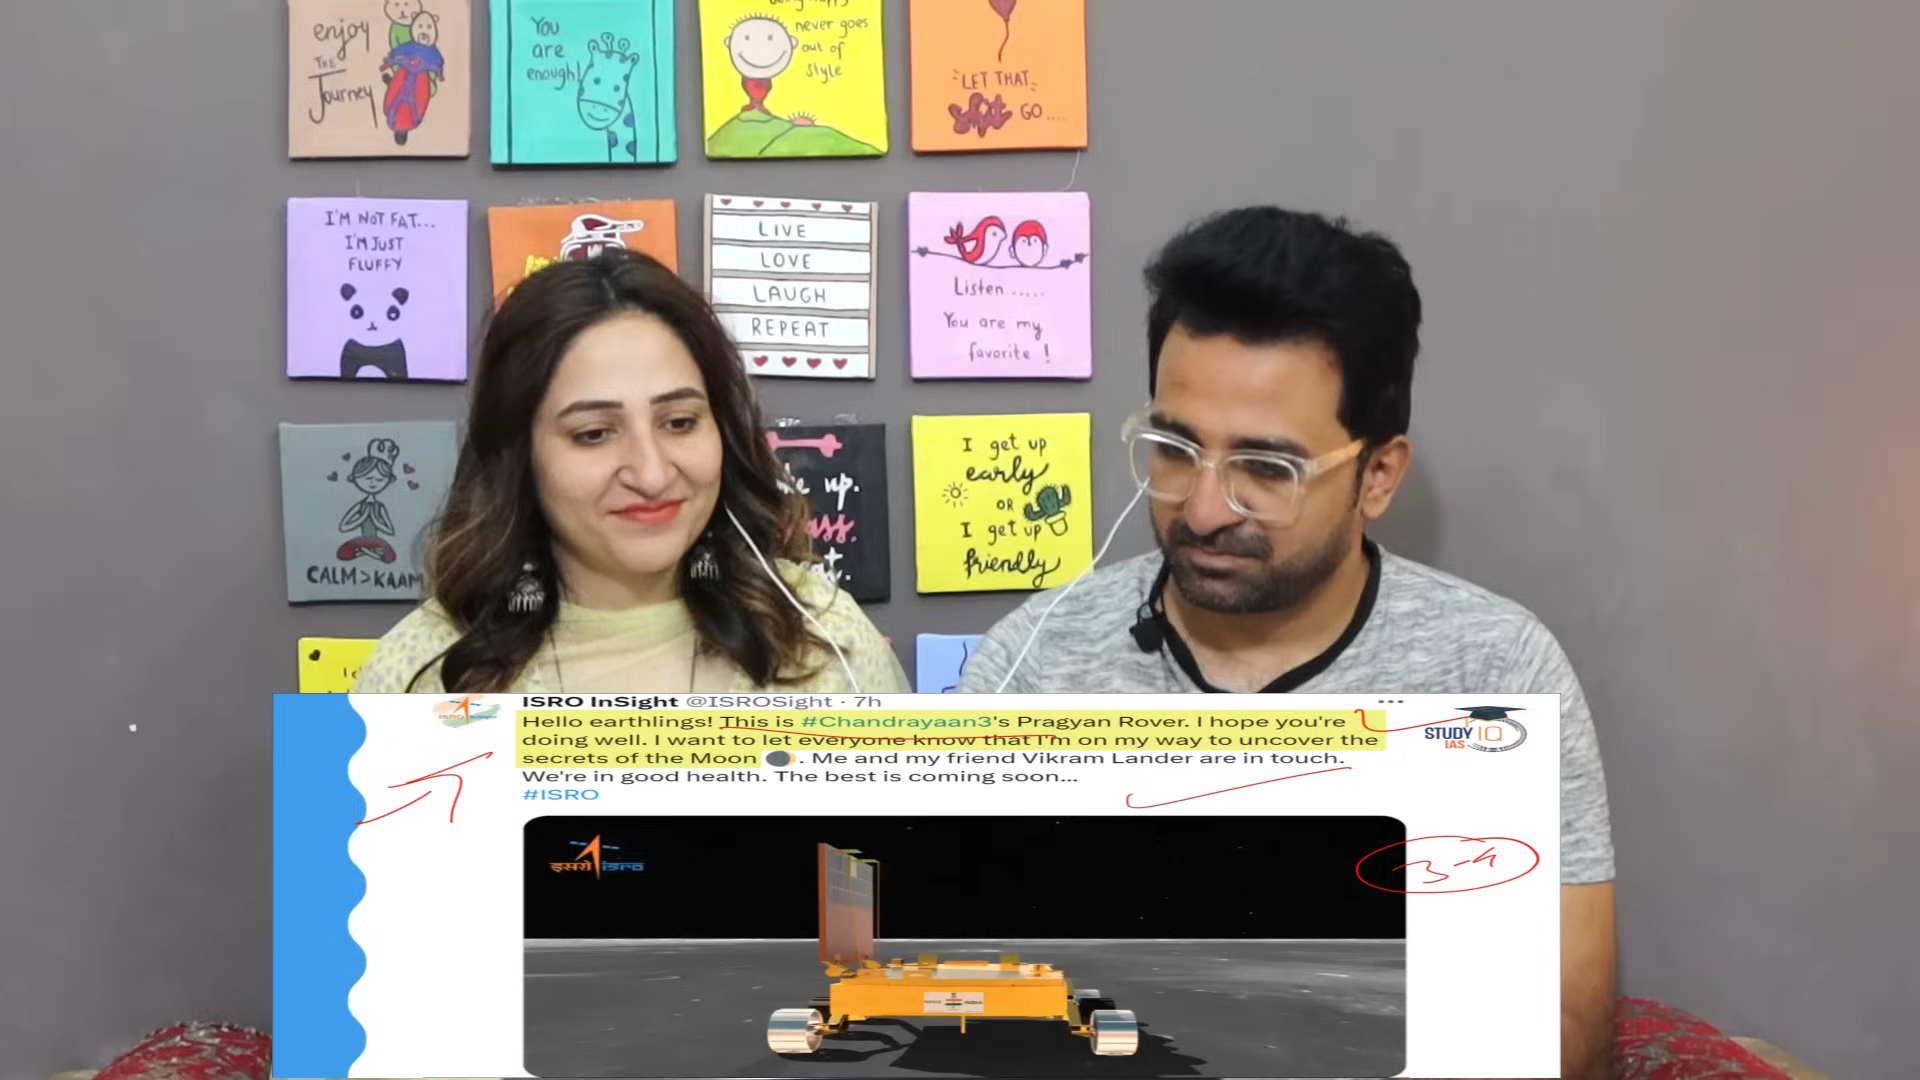 enjoy
THE
Journey
You
are
enough!
never goes
out of
style
LET THAT
shit GO ....
I'M NOT FAT...
I'M JUST
FLUFFY
LIVE
LOVE
LAUGH
REPEAT
Listen .....
You are my
favorite !
CALM>KAAM
up.
I get up
early
OR
I get up
friendly
ISRO InSight @ISROSight · 7h
Hello earthlings! This is #Chandrayaan3's Pragyan Rover. I hope you're
doing well. I want to let everyone know that I'm on my way to uncover the
secrets of the Moon 🌒. Me and my friend Vikram Lander are in touch.
We're in good health. The best is coming soon...
#ISRO
STUDY IQ
IAS
3-4
इसरो isro
INDIA